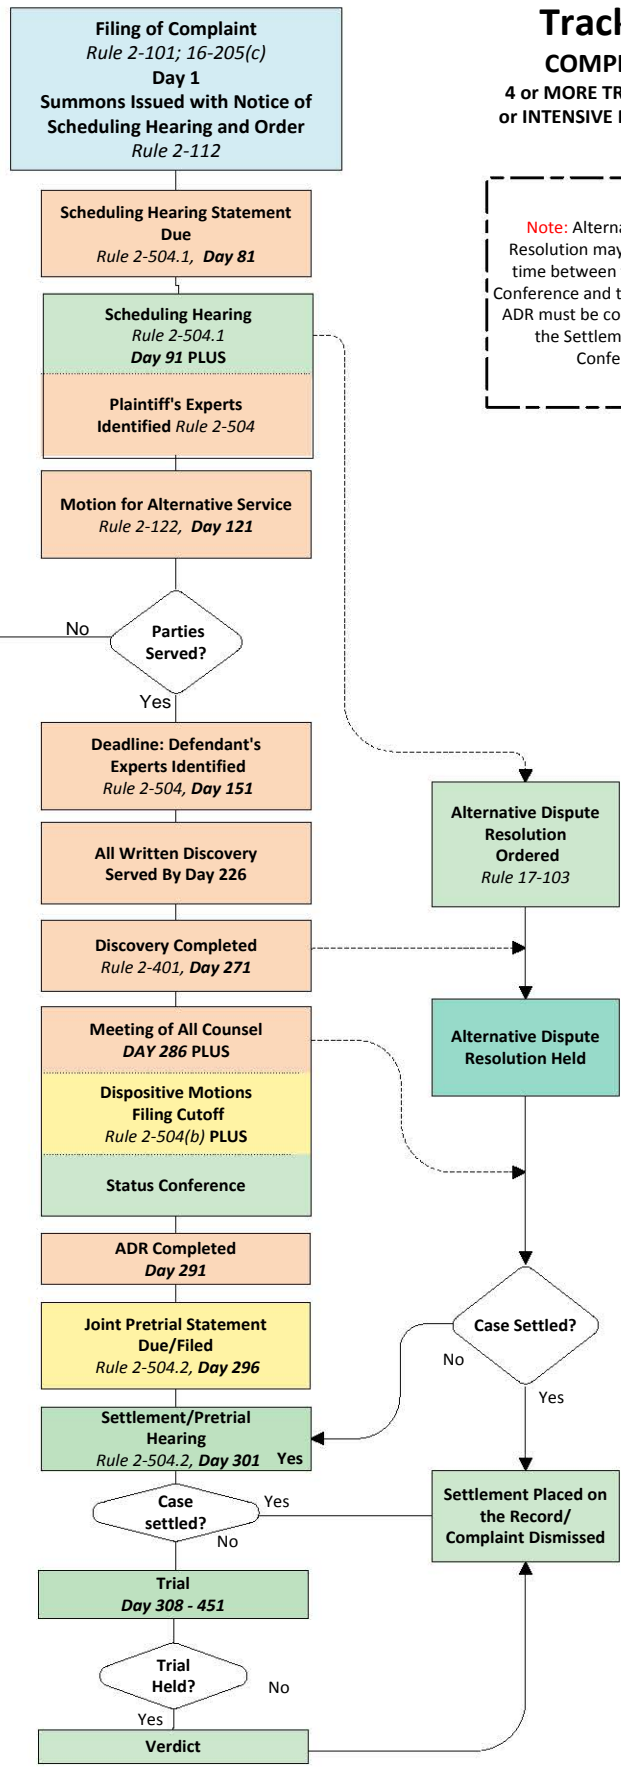 Filing of Complaint
Rule 2-101; 16-205(c)
Day 1
Summons Issued with Notice of
Scheduling Hearing and Order
Rule 2-112
Track
COMP
4 or MORE TR
or INTENSIVE
Note: Alterna
Resolution may
time between
Conference and t
ADR must be co
the Settlem
Confe
Scheduling Hearing Statement
Due
Rule 2-504.1, Day 81
Scheduling Hearing
Rule 2-504.1
Day 91 PLUS
Plaintiff's Experts
Identified Rule 2-504
Motion for Alternative Service
Rule 2-122, Day 121
Parties
Served?
No
Yes
Deadline: Defendant's
Experts Identified
Rule 2-504, Day 151
All Written Discovery
Served By Day 226
Discovery Completed
Rule 2-401, Day 271
Meeting of All Counsel
DAY 286 PLUS
Dispositive Motions
Filing Cutoff
Rule 2-504(b) PLUS
Status Conference
ADR Completed
Day 291
Joint Pretrial Statement
Due/Filed
Rule 2-504.2, Day 296
Settlement/Pretrial
Hearing
Rule 2-504.2, Day 301 Yes
Case
settled?
Yes
No
Trial
Day 308 - 451
Trial
Held?
No
Yes
Verdict
Alternative Dispute
Resolution
Ordered
Rule 17-103
Alternative Dispute
Resolution Held
Case Settled?
No
Yes
Settlement Placed on
the Record/
Complaint Dismissed